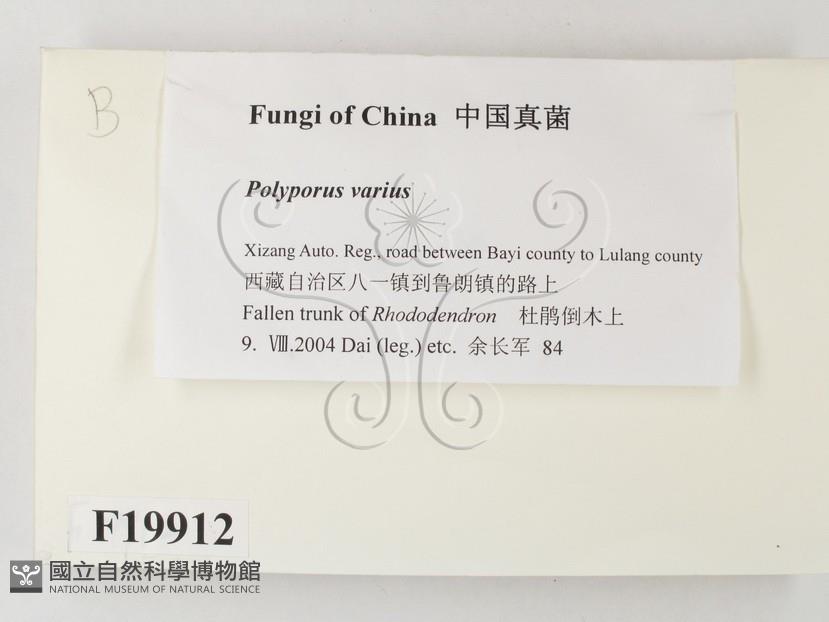 B
Fungi of China 中国真菌
Polyporus varius
Xizang Auto. Reg., road between Bayi county to Lulang county
西藏自治区八一镇到鲁朗镇的路上
Fallen trunk of Rhododendron 杜鹃倒木上
9. Ⅷ.2004 Dai (leg.) etc. 余长军 84
F19912
國立自然科學博物館
NATIONAL MUSEUM OF NATURAL SCIENCE